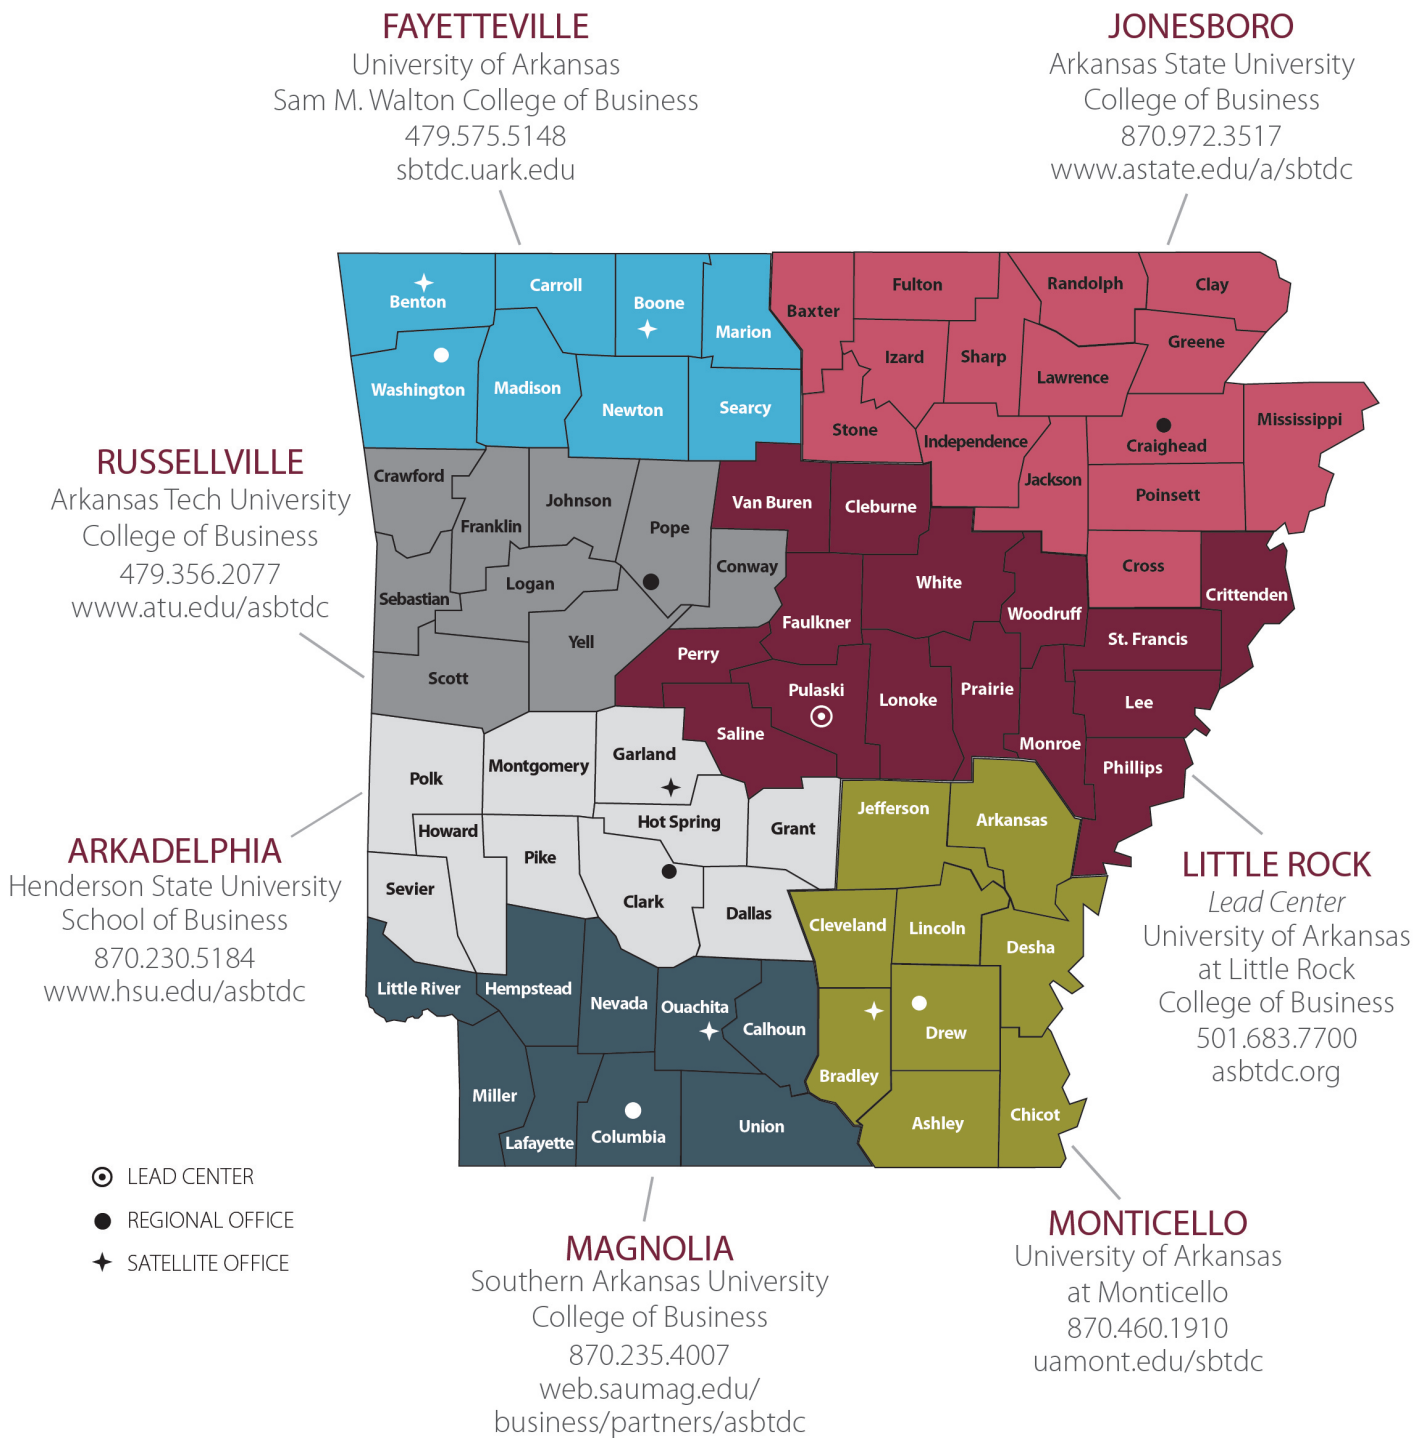 FAYETTEVILLE
University of Arkansas
Sam M. Walton College of Business
479.575.5148
sbtdc.uark.edu
JONESBORO
Arkansas State University
College of Business
870.972.3517
www.astate.edu/a/sbtdc
RUSSELLVILLE
Arkansas Tech University
College of Business
479.356.2077
www.atu.edu/asbtdc
ARKADELPHIA
Henderson State University
School of Business
870.230.5184
www.hsu.edu/asbtdc
Benton
Carroll
Boone
Marion
Washington
Madison
Newton
Searcy
Baxter
Fulton
Randolph
Clay
Izard
Sharp
Lawrence
Greene
Stone
Independence
Jackson
Craighead
Mississippi
Poinsett
Cross
Crawford
Franklin
Johnson
Pope
Conway
Sebastian
Logan
Yell
Scott
Van Buren
Cleburne
White
Woodruff
Crittenden
Faulkner
St. Francis
Perry
Pulaski
Lonoke
Prairie
Lee
Saline
Monroe
Phillips
Polk
Montgomery
Garland
Howard
Hot Spring
Grant
Pike
Sevier
Clark
Dallas
Jefferson
Arkansas
Cleveland
Lincoln
Desha
Drew
Bradley
Ashley
Chicot
Little River
Hempstead
Nevada
Ouachita
Calhoun
Miller
Lafayette
Columbia
Union
LITTLE ROCK
Lead Center
University of Arkansas
at Little Rock
College of Business
501.683.7700
asbtdc.org
LEAD CENTER
REGIONAL OFFICE
SATELLITE OFFICE
MAGNOLIA
Southern Arkansas University
College of Business
870.235.4007
web.saumag.edu/
business/partners/asbtdc
MONTICELLO
University of Arkansas
at Monticello
870.460.1910
uamont.edu/sbtdc